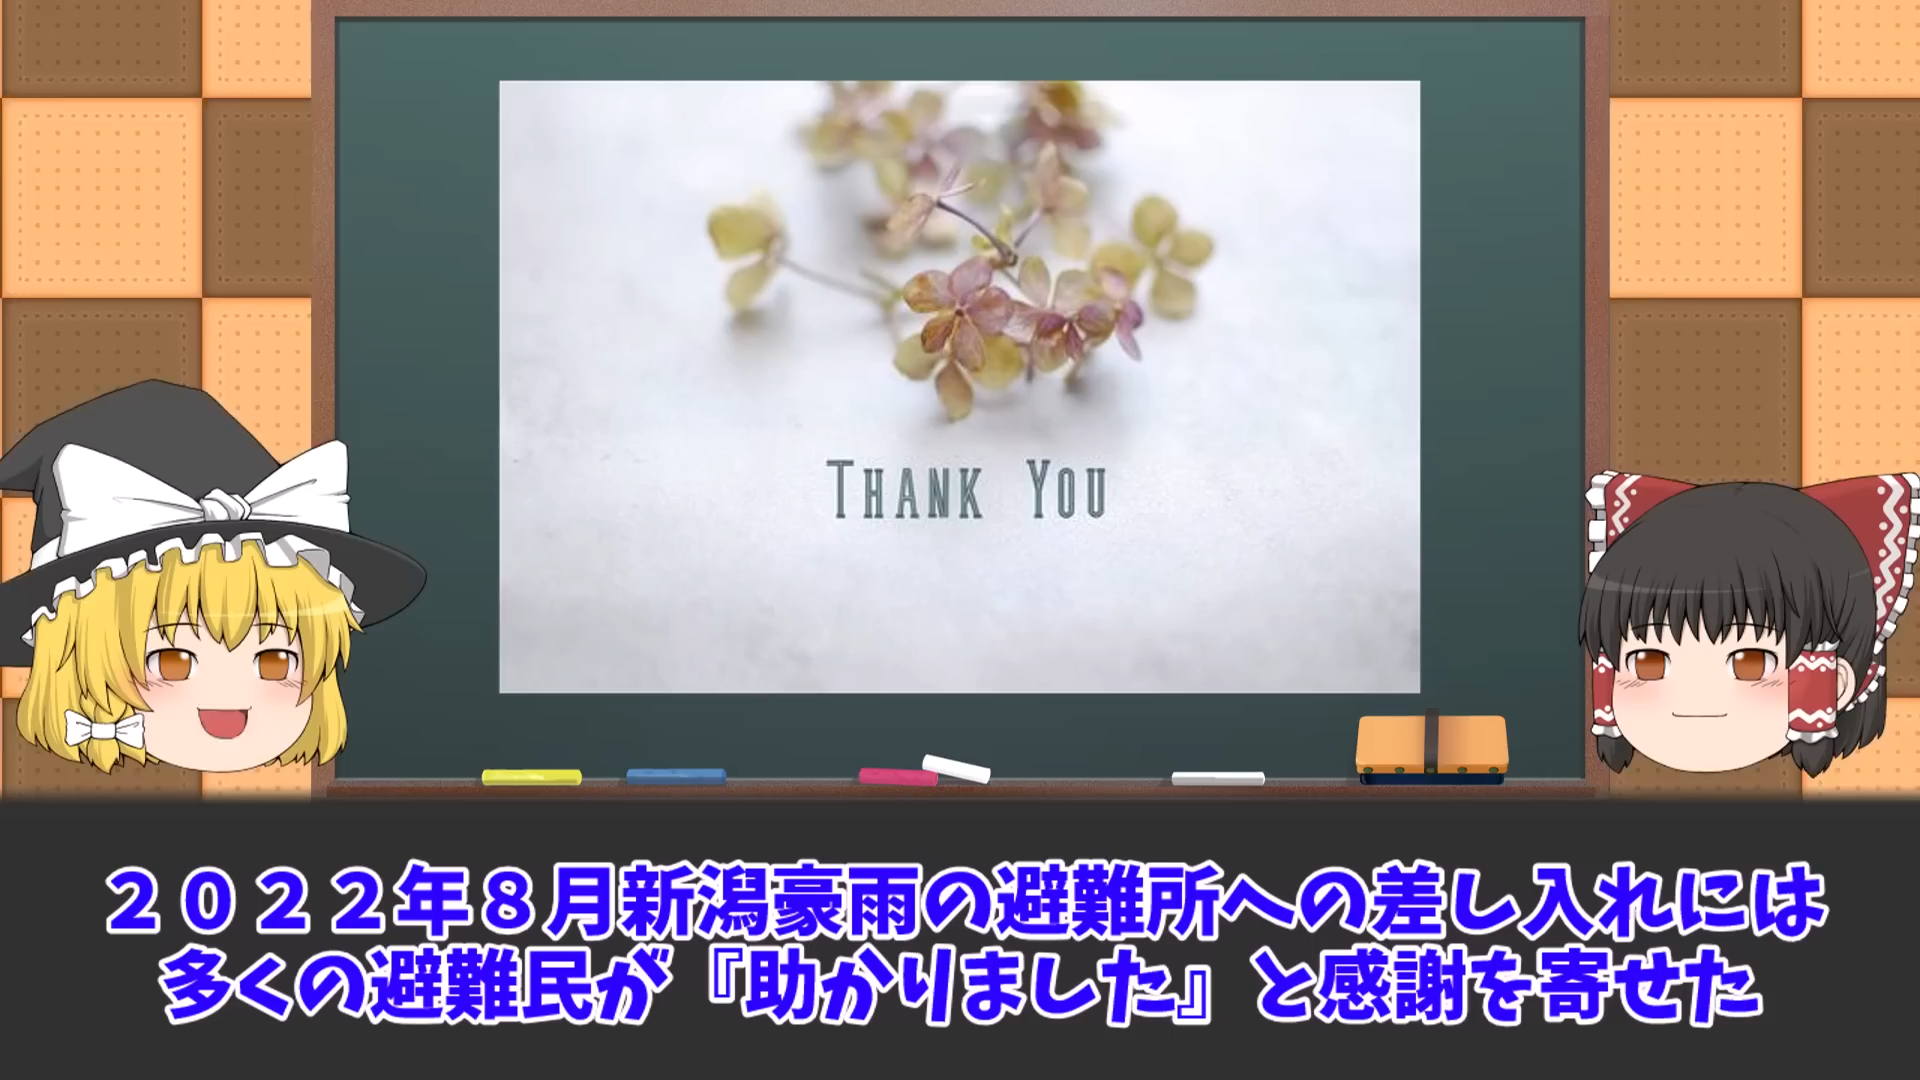 THANK YOU
２０２２年８月新潟豪雨の避難所への差し入れには
多くの避難民が『助かりました』と感謝を寄せた